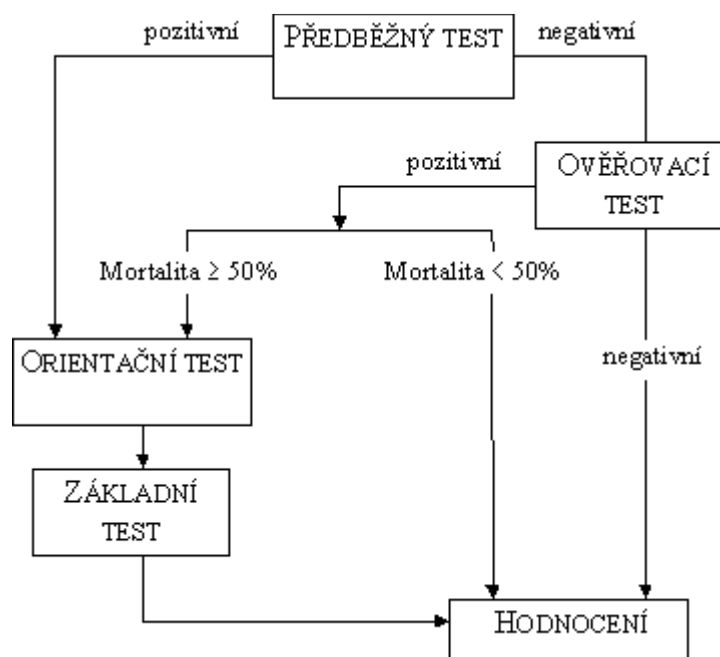 pozitivní
PŘEDBĚŽNÝ TEST
negativní
pozitivní
OVĚŘOVACÍ
TEST
Mortalita ≥ 50%
Mortalita < 50%
negativní
ORIENTAČNÍ TEST
ZÁKLADNÍ
TEST
HODNOCENÍ